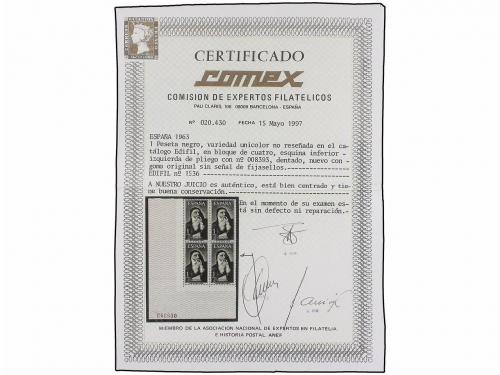 CERTIFICADO
comex
COMISION DE EXPERTOS FILATELICOS
PAU CLARIS, 106 08009 BARCELONA - ESPAÑA
Nº 020.430 FECHA 15 Mayo 1997
ESPAÑA 1963
1 Peseta negro, variedad unicolor no reseñada en el ca-
tálogo Edifil, en bloque de cuatro, esquina inferior -
izquierda de pliego con nº 008393, dentado, nuevo con -
goma original sin señal de fijasellos.
EDIFIL nº 1536
A NUESTRO JUICIO es auténtico, está bien centrado y tie-
ne buena conservación.
En el momento de su examen es-
tá sin defecto ni reparación.
ESPAÑA ESPAÑA
MIEMBRO DE LA ASOCIACION NACIONAL DE EXPERTOS EN FILATELIA
E HISTORIA POSTAL. ANEF